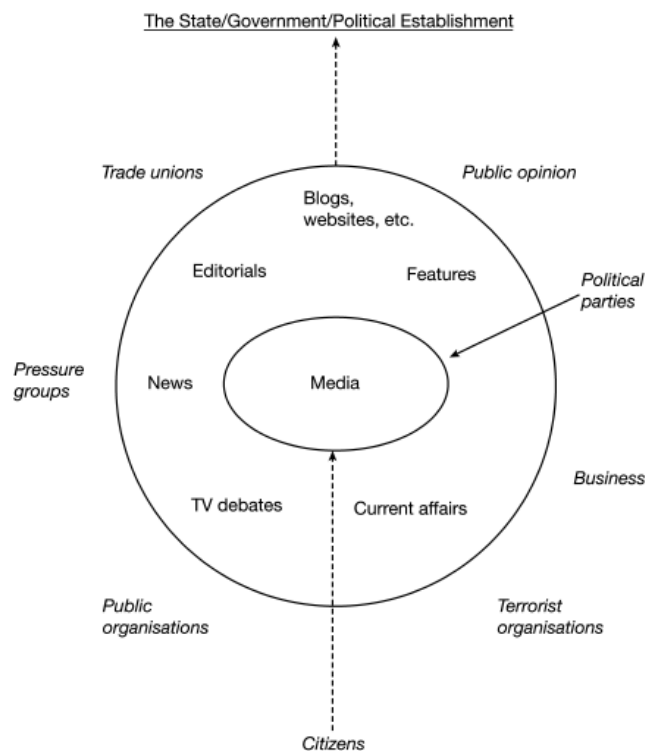 The State/Government/Political Establishment
Trade unions
Public opinion
Blogs,
websites, etc.
Editorials
Features
Political
parties
Pressure
groups
News
Media
Business
TV debates
Current affairs
Public
organisations
Terrorist
organisations
Citizens